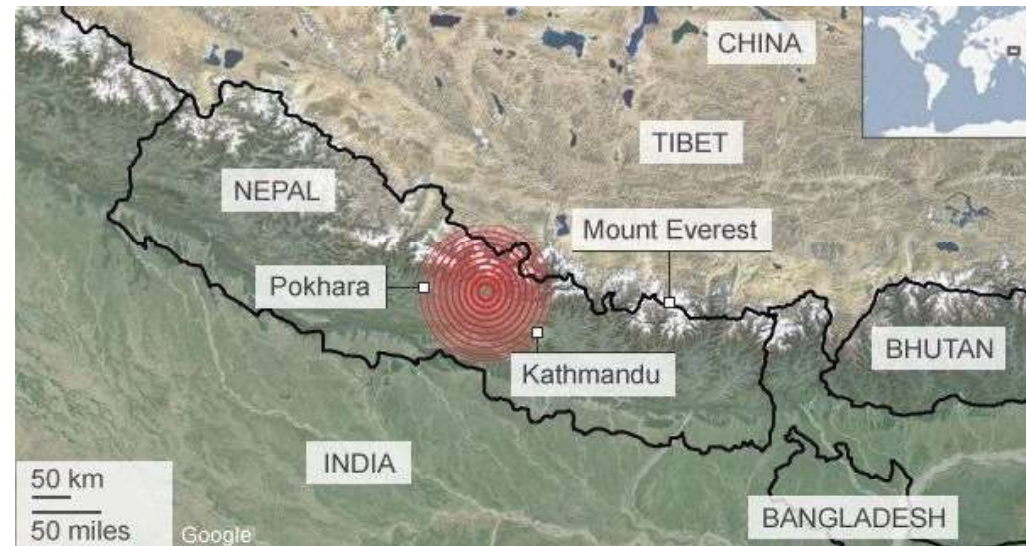 CHINA
TIBET
NEPAL
Mount Everest
Pokhara
BHUTAN
Kathmandu
INDIA
50 km
50 miles
Google
BANGLADESH